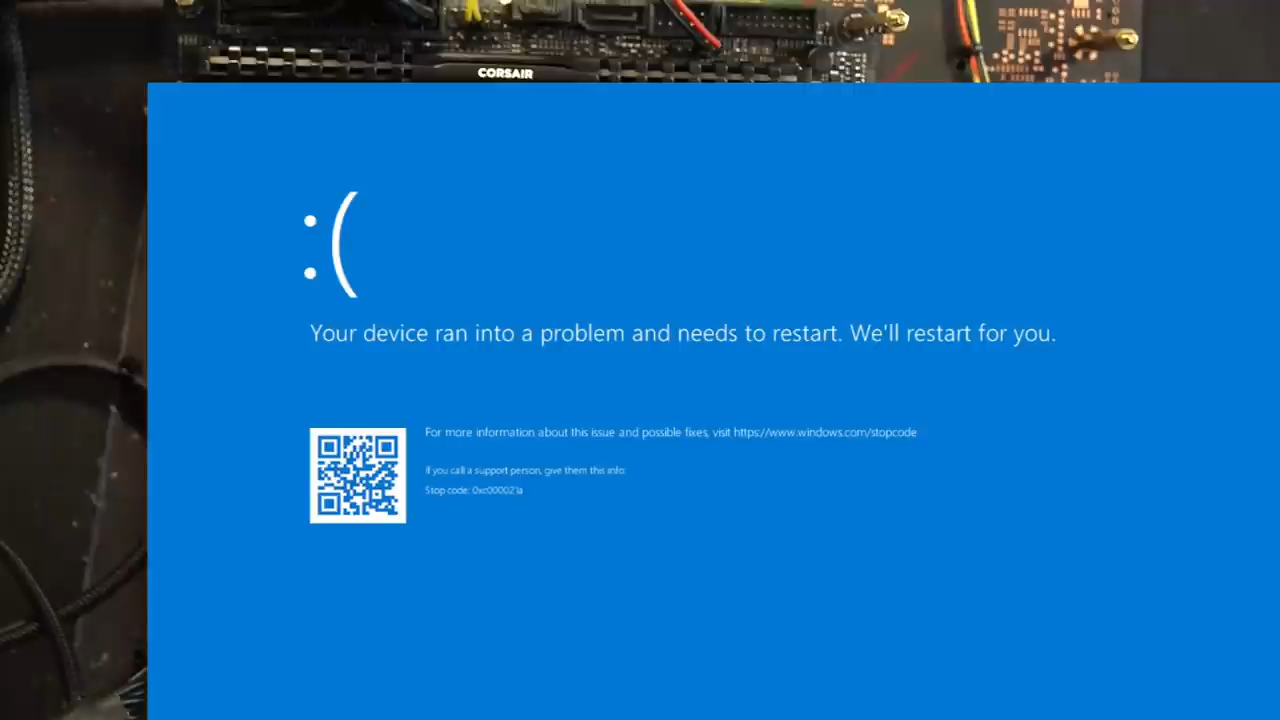 CORSAIR
:(
Your device ran into a problem and needs to restart. We'll restart for you.
For more information about this issue and possible fixes, visit https://www.windows.com/stopcode
If you call a support person, give them this info:
Stop code: 0xc000021a